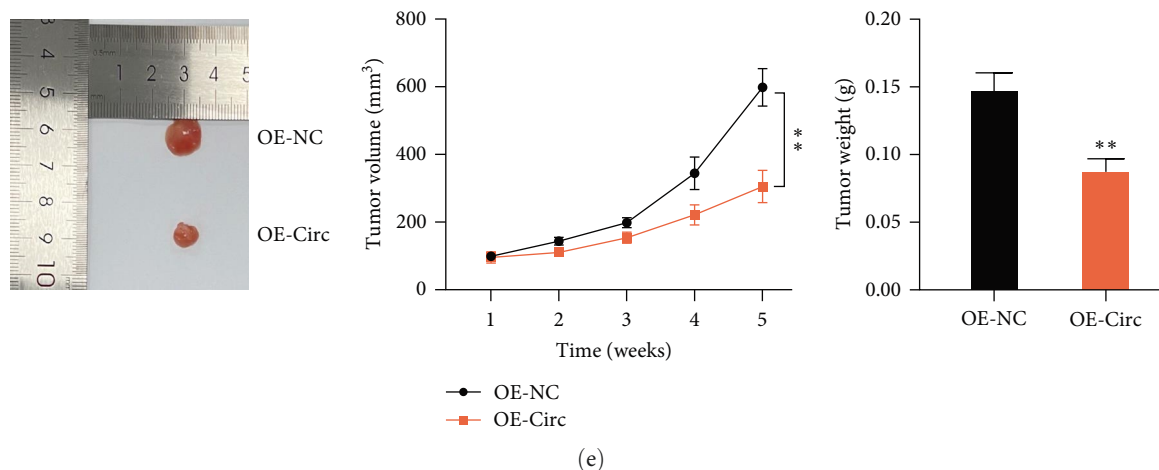 3
4
5
6
7
8
9
10
0.5mm
1 2 3 4 5
OE-NC
OE-Circ
Tumor volume (mm³)
800
600
400
200
0
1 2 3 4 5
Time (weeks)
**
OE-NC
OE-Circ
Tumor weight (g)
0.20
0.15
0.10
0.05
0.00
**
OE-NC OE-Circ
(e)